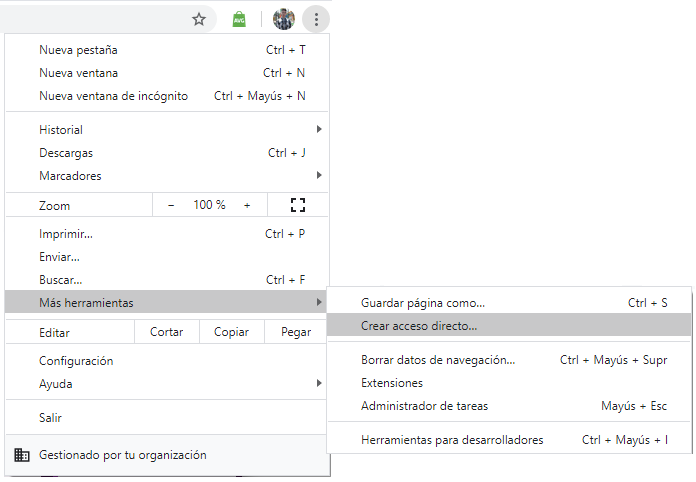 AVG
Nueva pestaña Ctrl + T
Nueva ventana Ctrl + N
Nueva ventana de incógnito Ctrl + Mayús + N
Historial
Descargas Ctrl + J
Marcadores
Zoom − 100 % +
Imprimir... Ctrl + P
Enviar...
Buscar... Ctrl + F
Más herramientas
Editar Cortar Copiar Pegar
Configuración
Ayuda
Salir
Gestionado por tu organización
Guardar página como... Ctrl + S
Crear acceso directo...
Borrar datos de navegación... Ctrl + Mayús + Supr
Extensiones
Administrador de tareas Mayús + Esc
Herramientas para desarrolladores Ctrl + Mayús + I